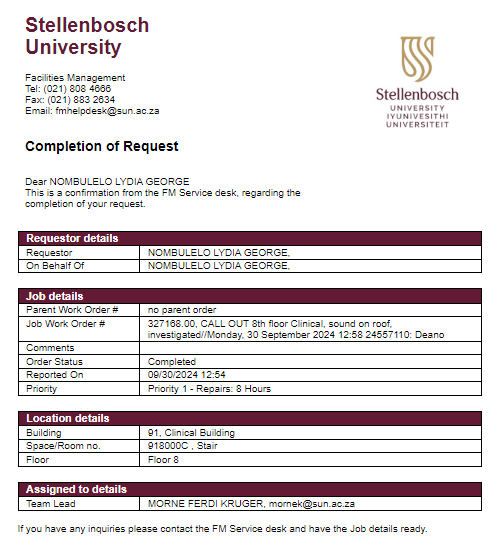 Stellenbosch
University
Facilities Management
Tel: (021) 808 4666
Fax: (021) 883 2634
Email: fmhelpdesk@sun.ac.za
Stellenbosch
UNIVERSITY
IYUNIVESITHI
UNIVERSITEIT
Completion of Request
Dear NOMBULELO LYDIA GEORGE
This is a confirmation from the FM Service desk, regarding the
completion of your request.
Requestor details
Requestor NOMBULELO LYDIA GEORGE,
On Behalf Of NOMBULELO LYDIA GEORGE,
Job details
Parent Work Order # no parent order
Job Work Order # 327168.00, CALL OUT 8th floor Clinical, sound on roof,
investigated//Monday, 30 September 2024 12:58 24557110: Deano
Comments
Order Status Completed
Reported On 09/30/2024 12:54
Priority Priority 1 - Repairs: 8 Hours
Location details
Building 91, Clinical Building
Space/Room no. 918000C , Stair
Floor Floor 8
Assigned to details
Team Lead MORNE FERDI KRUGER, mornek@sun.ac.za
If you have any inquiries please contact the FM Service desk and have the Job details ready.